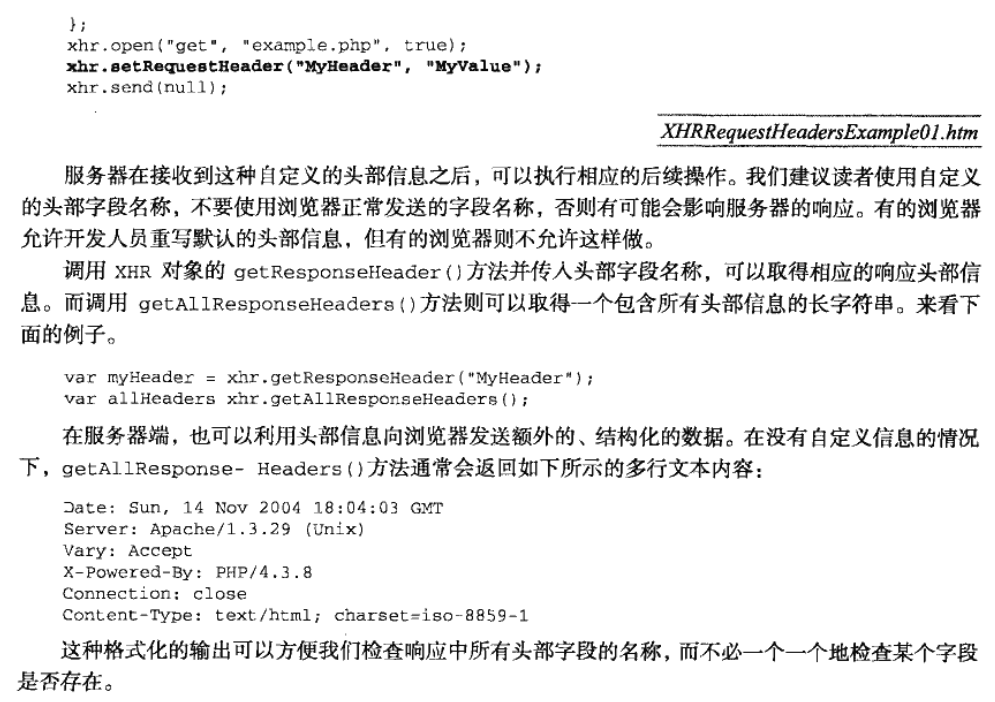 };
xhr.open("get", "example.php", true);
xhr.setRequestHeader("MyHeader", "MyValue");
xhr.send(null);
XHRRequestHeadersExample01.htm
服务器在接收到这种自定义的头部信息之后，可以执行相应的后续操作。我们建议读者使用自定义
的头部字段名称，不要使用浏览器正常发送的字段名称，否则有可能会影响服务器的响应。有的浏览器
允许开发人员重写默认的头部信息，但有的浏览器则不允许这样做。
调用 XHR 对象的 getResponseHeader()方法并传入头部字段名称，可以取得相应的响应头部信
息。而调用 getAllResponseHeaders()方法则可以取得一个包含所有头部信息的长字符串。来看下
面的例子。
var myHeader = xhr.getResponseHeader("MyHeader");
var allHeaders xhr.getAllResponseHeaders();
在服务器端，也可以利用头部信息向浏览器发送额外的、结构化的数据。在没有自定义信息的情况
下，getAllResponse- Headers()方法通常会返回如下所示的多行文本内容：
Date: Sun, 14 Nov 2004 18:04:03 GMT
Server: Apache/1.3.29 (Unix)
Vary: Accept
X-Powered-By: PHP/4.3.8
Connection: close
Content-Type: text/html; charset=iso-8859-1
这种格式化的输出可以方便我们检查响应中所有头部字段的名称，而不必一个一个地检查某个字段
是否存在。